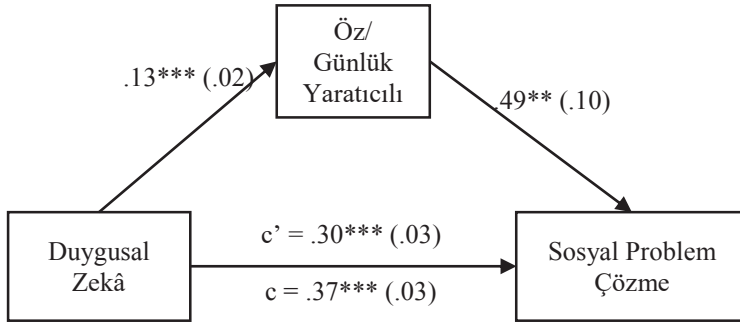 Öz/
Günlük
Yaratıcılı
.13*** (.02)
.49** (.10)
Duygusal
Zekâ
c’ = .30*** (.03)
c = .37*** (.03)
Sosyal Problem
Çözme